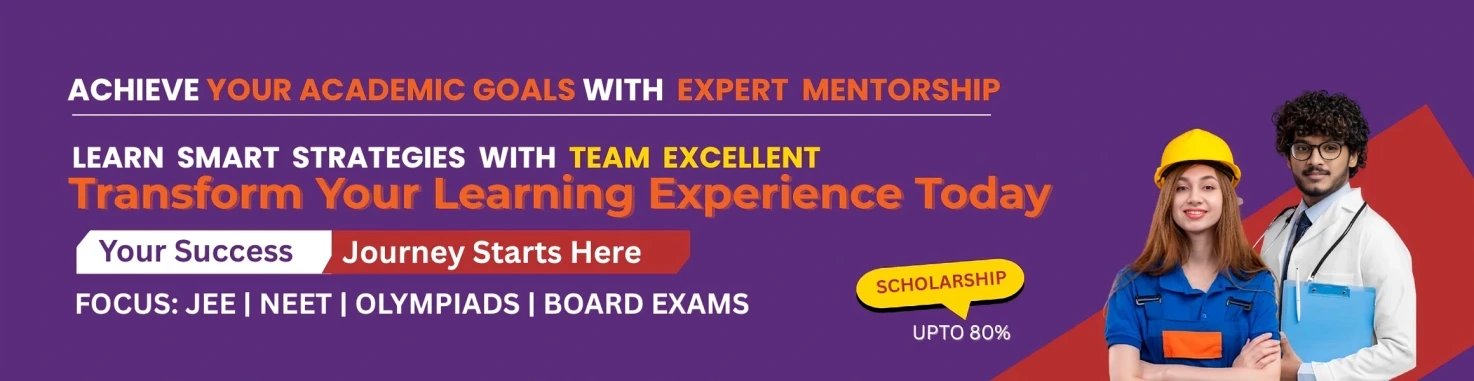 ACHIEVE YOUR ACADEMIC GOALS WITH EXPERT MENTORSHIP
LEARN SMART STRATEGIES WITH TEAM EXCELLENT
Transform Your Learning Experience Today
Your Success Journey Starts Here
FOCUS: JEE | NEET | OLYMPIADS | BOARD EXAMS
SCHOLARSHIP
UPTO 80%